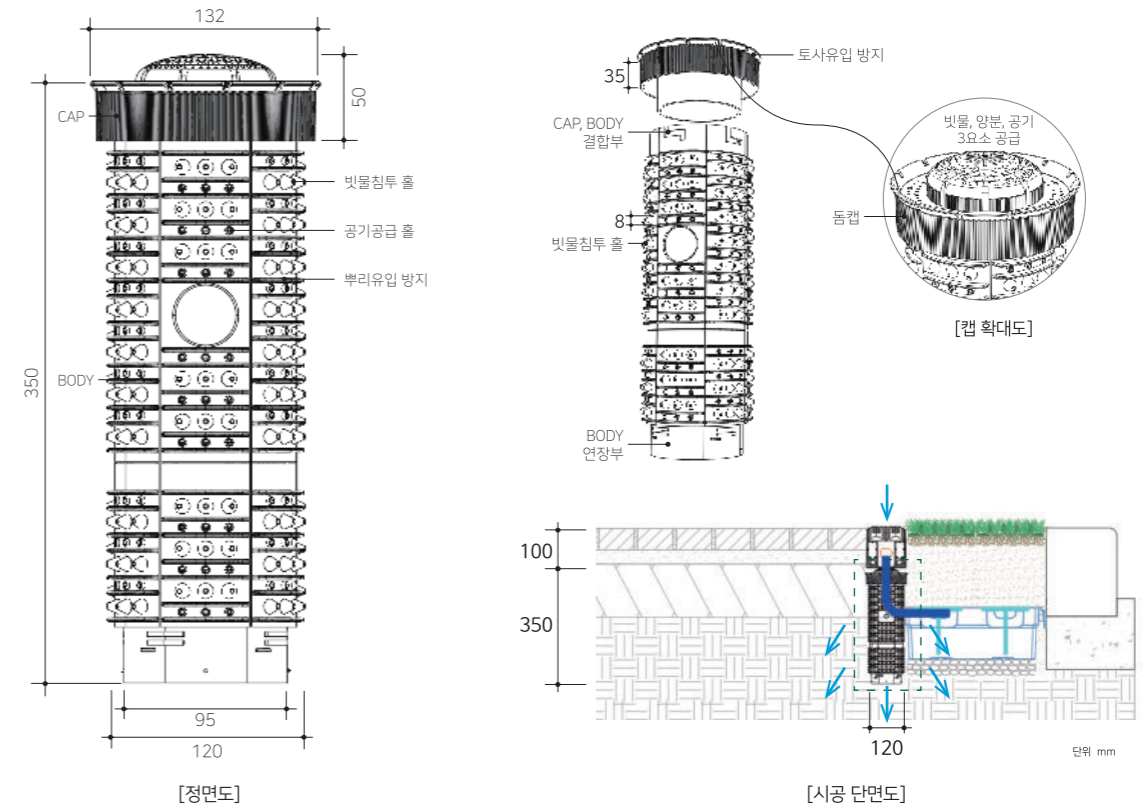 132
50
CAP
빗물침투 홀
공기공급 홀
뿌리유입 방지
350
BODY
95
120
[정면도]
토사유입 방지
35
CAP, BODY
결합부
8
빗물침투 홀
BODY
연장부
빗물, 양분, 공기
3요소 공급
돔캡
[캡 확대도]
100
350
120
단위 mm
[시공 단면도]